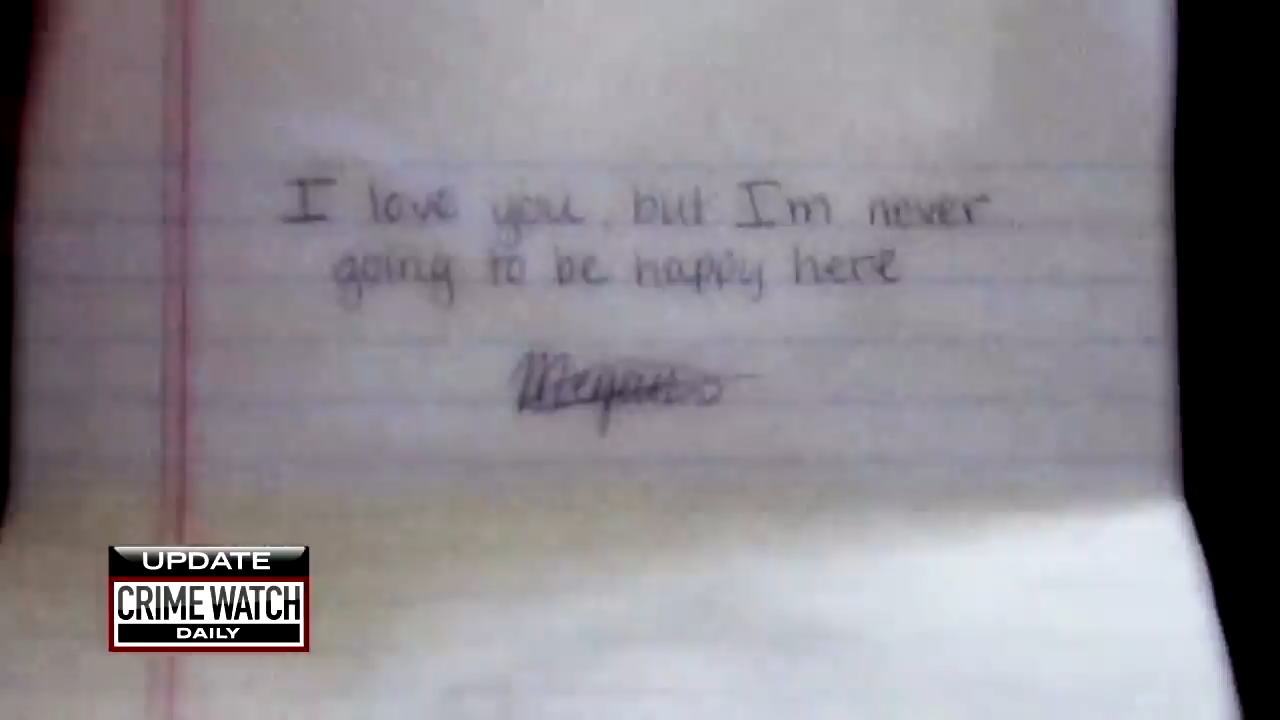 I love you, but I'm never
going to be happy here
UPDATE
CRIME WATCH
DAILY